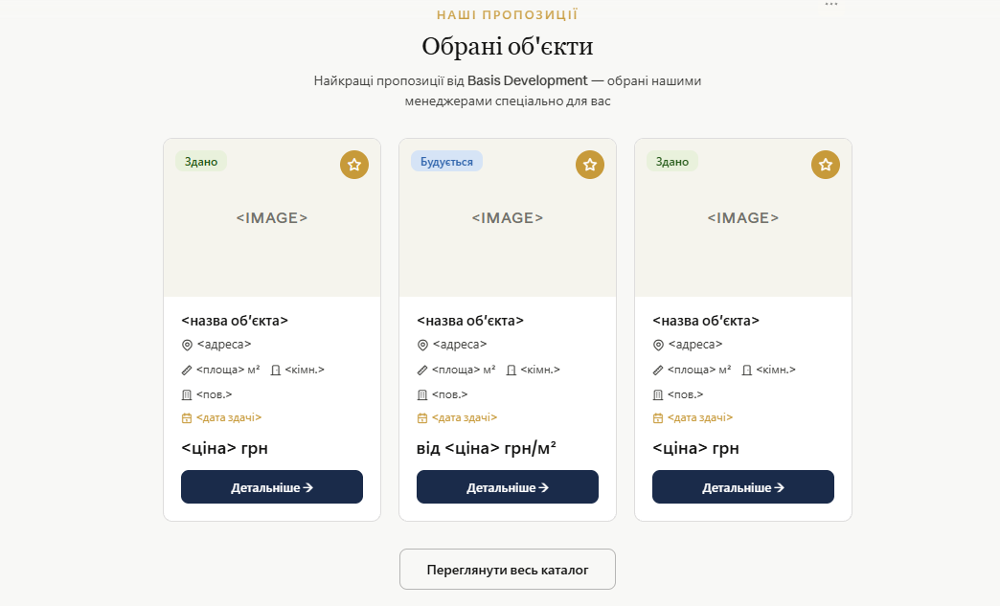 НАШІ ПРОПОЗИЦІЇ
Обрані об'єкти
Найкращі пропозиції від Basis Development — обрані нашими
менеджерами спеціально для вас
Здано
<IMAGE>
<назва об’єкта>
<адреса>
<площа> м² <кімн.>
<пов.>
<дата здачі>
<ціна> грн
Детальніше →
Будується
<IMAGE>
<назва об’єкта>
<адреса>
<площа> м² <кімн.>
<пов.>
<дата здачі>
від <ціна> грн/м²
Детальніше →
Здано
<IMAGE>
<назва об’єкта>
<адреса>
<площа> м² <кімн.>
<пов.>
<дата здачі>
<ціна> грн
Детальніше →
Переглянути весь каталог